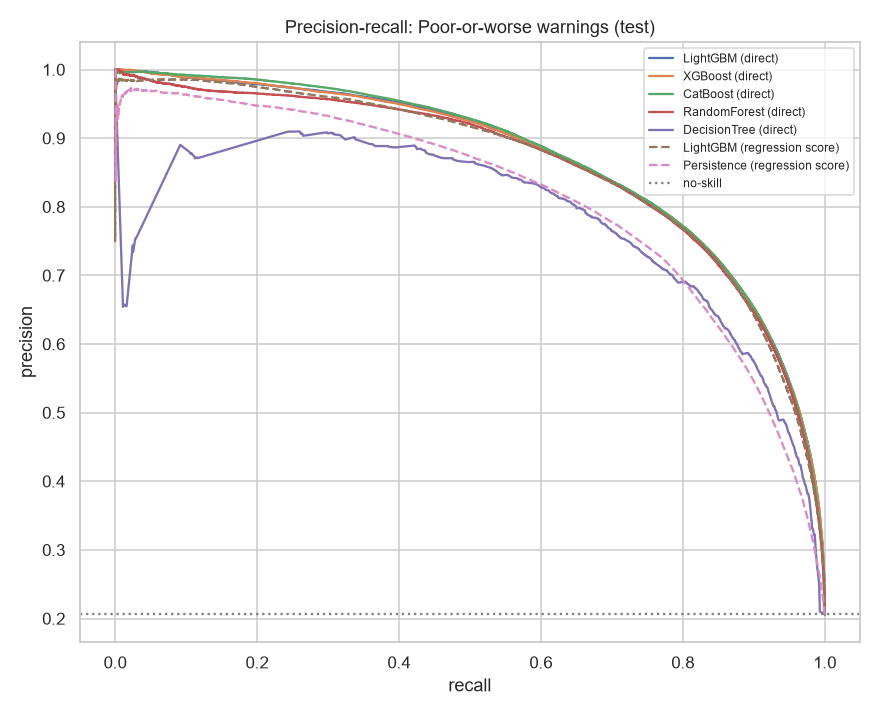 Precision-recall: Poor-or-worse warnings (test)
LightGBM (direct)
XGBoost (direct)
CatBoost (direct)
RandomForest (direct)
DecisionTree (direct)
LightGBM (regression score)
Persistence (regression score)
no-skill
precision
1.0
0.9
0.8
0.7
0.6
0.5
0.4
0.3
0.2
0.0 0.2 0.4 0.6 0.8 1.0
recall